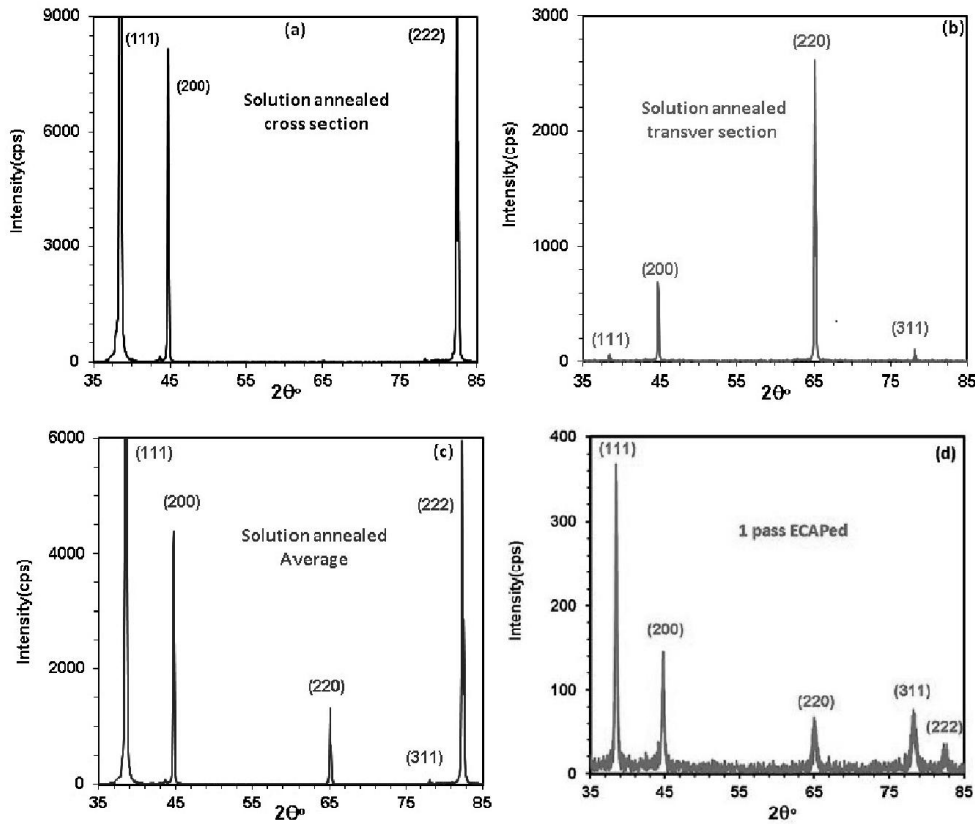 (a)
9000
6000
3000
0
Intensity(cps)
(111)
(200)
(222)
Solution annealed
cross section
35 45 55 65 75 85
2θ°
(b)
3000
2000
1000
0
Intensity(cps)
(220)
Solution annealed
transver section
(200)
(111)
(311)
35 45 55 65 75 85
2θ°
(c)
6000
4000
2000
0
Intensity(cps)
(111)
(200)
(222)
Solution annealed
Average
(220)
(311)
35 45 55 65 75 85
2θ°
(d)
400
300
200
100
0
Intensity(cps)
(111)
1 pass ECAPed
(200)
(220)
(311)
(222)
35 45 55 65 75 85
2θ°